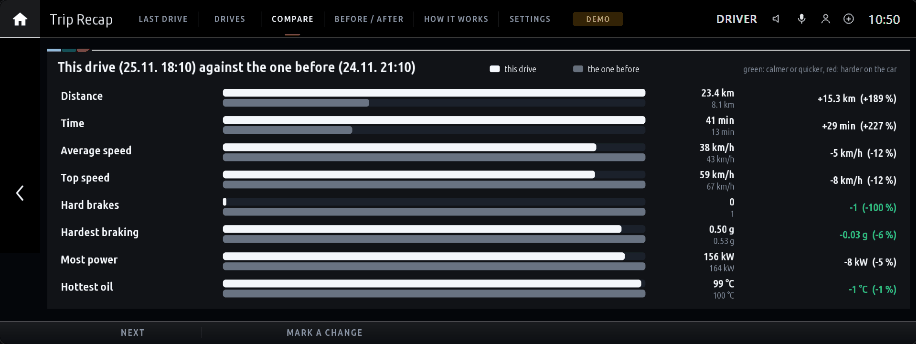 Trip Recap
LAST DRIVE
DRIVES
COMPARE
BEFORE / AFTER
HOW IT WORKS
SETTINGS
DEMO
DRIVER
10:50
This drive (25.11. 18:10) against the one before (24.11. 21:10)
this drive
the one before
green: calmer or quicker, red: harder on the car
Distance
23.4 km
8.1 km
+15.3 km (+189 %)
Time
41 min
13 min
+29 min (+227 %)
Average speed
38 km/h
43 km/h
-5 km/h (-12 %)
Top speed
59 km/h
67 km/h
-8 km/h (-12 %)
Hard brakes
0
1
-1 (-100 %)
Hardest braking
0.50 g
0.53 g
-0.03 g (-6 %)
Most power
156 kW
164 kW
-8 kW (-5 %)
Hottest oil
99 °C
100 °C
-1 °C (-1 %)
NEXT
MARK A CHANGE